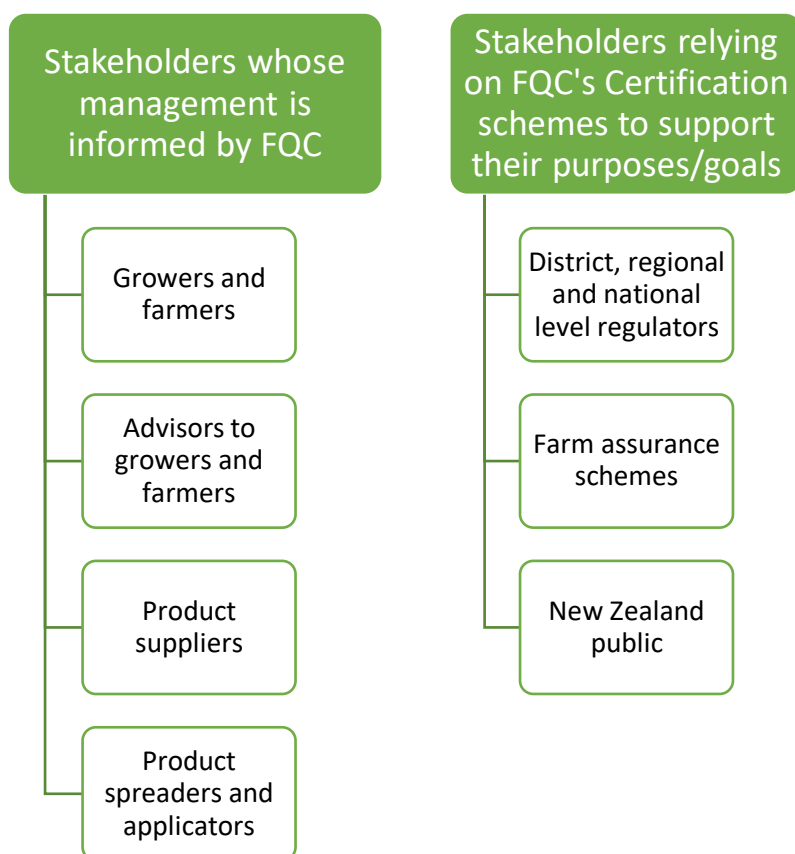 Stakeholders whose
management is
informed by FQC
Growers and
farmers
Advisors to
growers and
farmers
Product
suppliers
Product
spreaders and
applicators
Stakeholders relying
on FQC's Certification
schemes to support
their purposes/goals
District, regional
and national
level regulators
Farm assurance
schemes
New Zealand
public